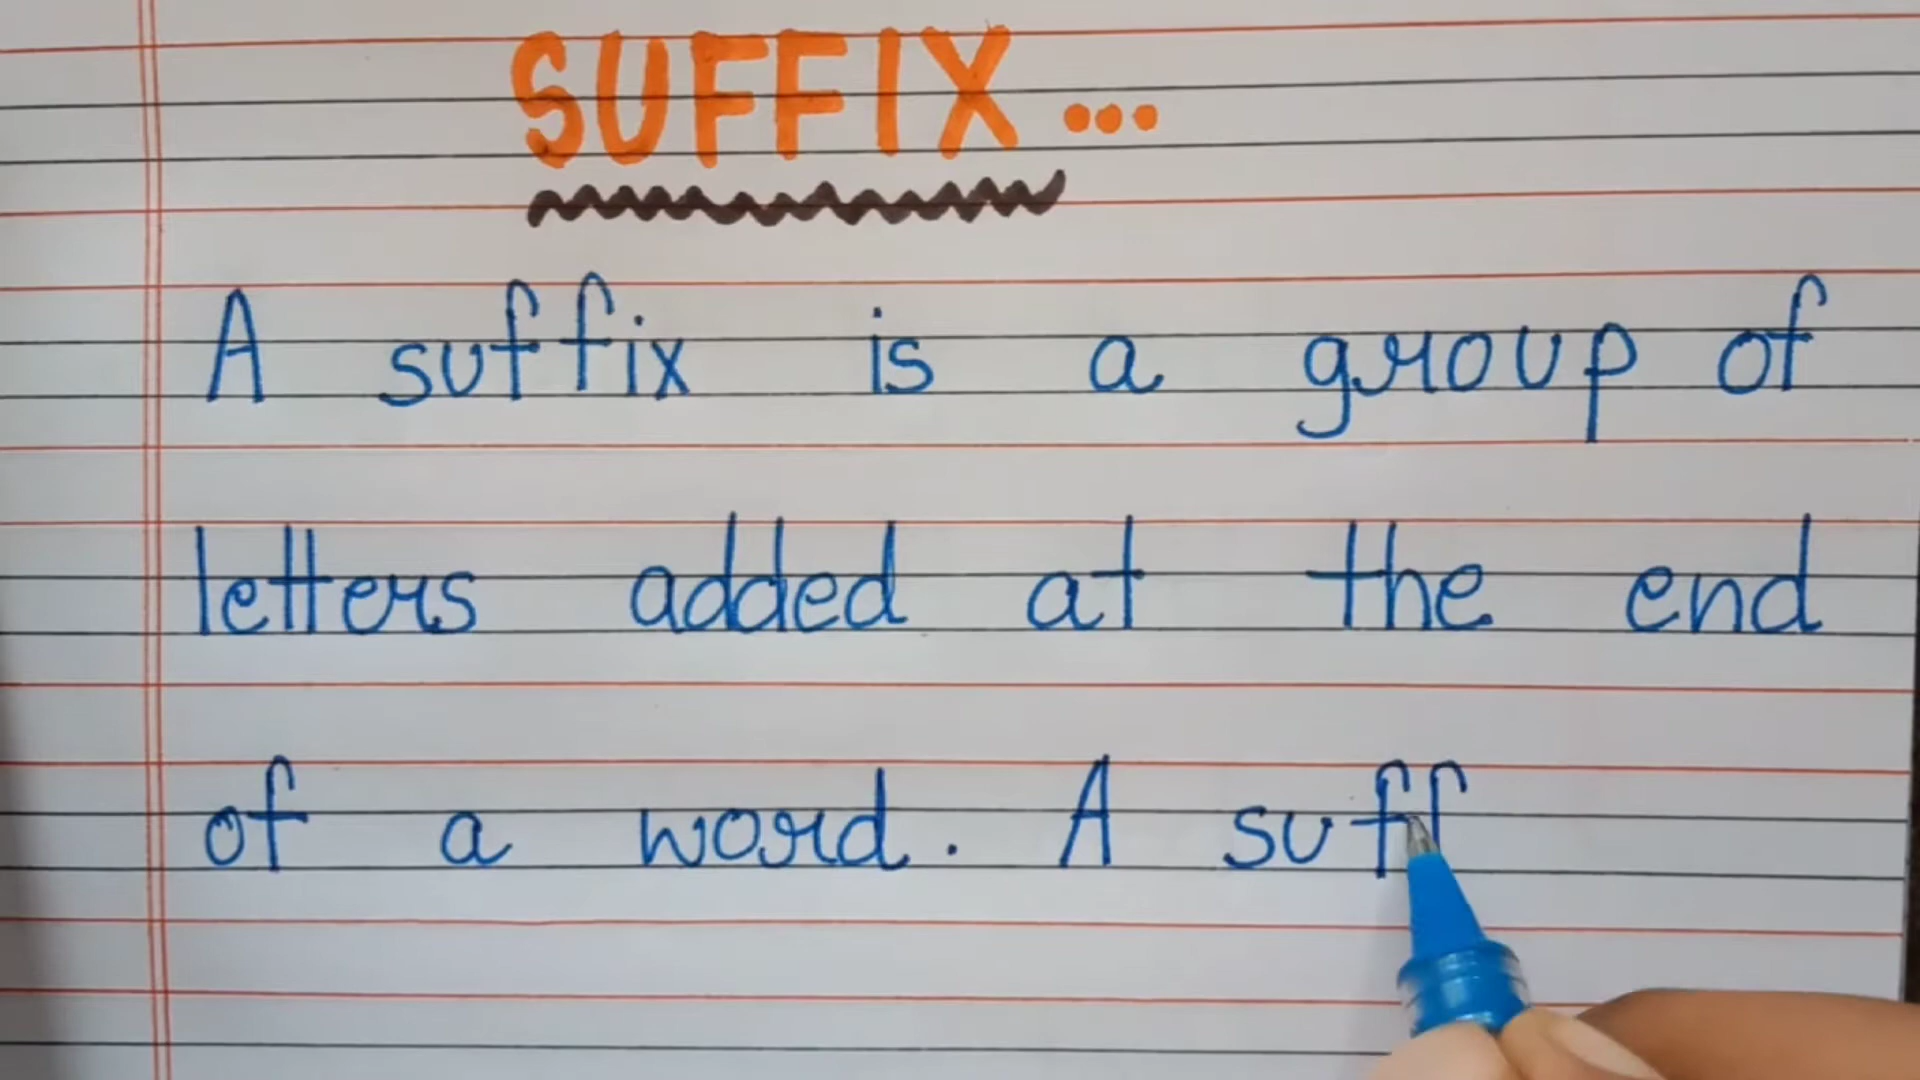 SUFFIX...
A suffix is a group of
letters added at the end
of a word. A suff